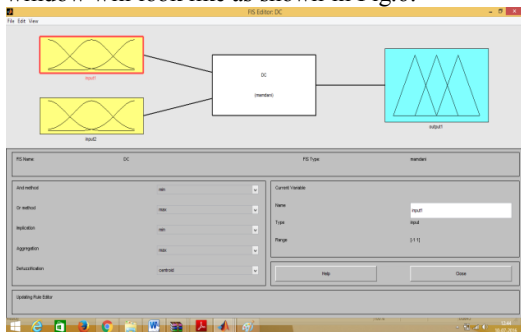 window will look like as shown in Fig.6.
FIS Editor: DC
File Edit View
input1
DC
(mamdani)
input2
output1
FIS Name: DC FIS Type: mamdani
And method min
Or method max
Implication min
Aggregation max
Defuzzification centroid
Current Variable
Name input1
Type input
Range [-1 1]
Help Close
Updating Rule Editor